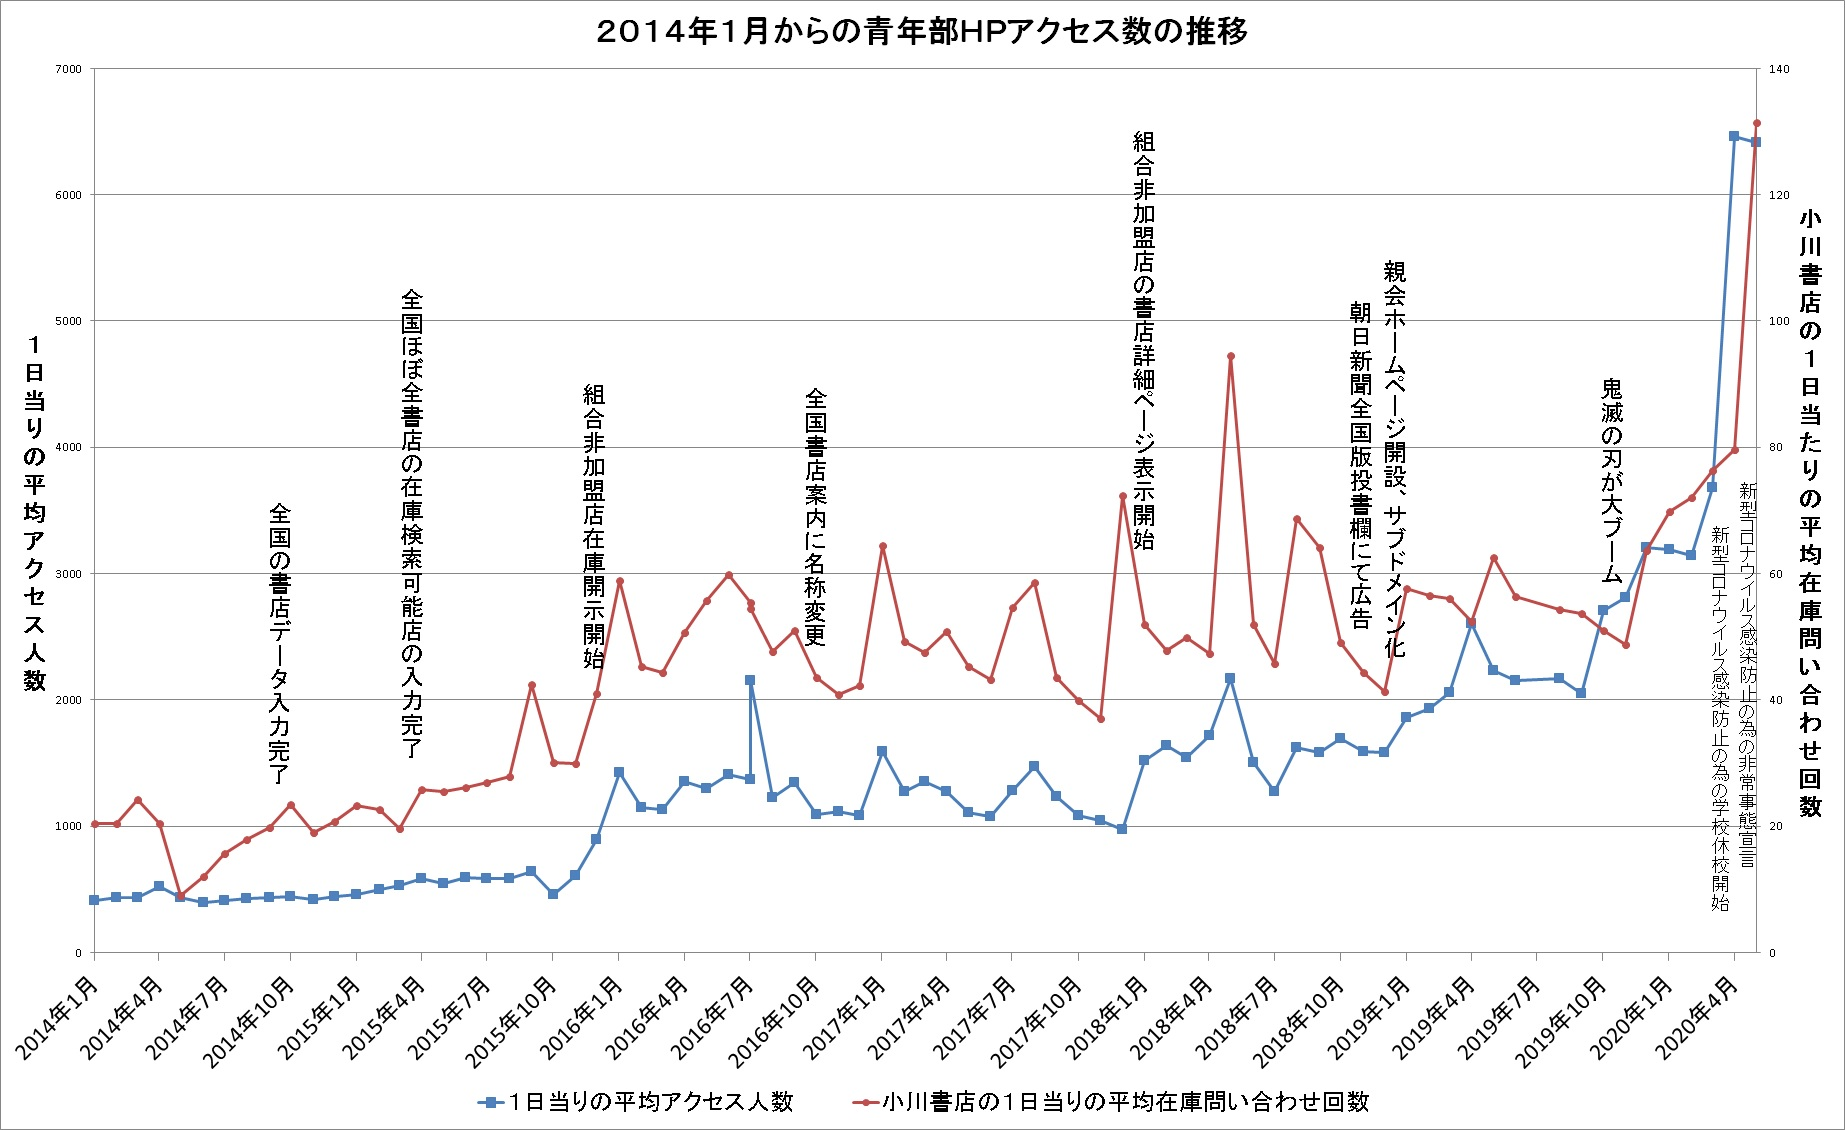 ２０１４年１月からの青年部ＨＰアクセス数の推移
１日当りの平均アクセス人数
7000
6000
5000
4000
3000
2000
1000
0
全国の書店データ入力完了
全国ほぼ全書店の在庫検索可能店の入力完了
組合非加盟店在庫開示開始
全国書店案内に名称変更
組合非加盟店の書店詳細ページ表示開始
朝日新聞全国版投書欄にて広告
親会ホームページ開設、サブドメイン化
鬼滅の刃が大ブーム
新型コロナウイルス感染防止の為の学校休校開始
新型コロナウイルス感染防止の為の非常事態宣言
140
120
100
80
60
40
20
0
小川書店の１日当たりの平均在庫問い合わせ回数
2014年1月
2014年4月
2014年7月
2014年10月
2015年1月
2015年4月
2015年7月
2015年10月
2016年1月
2016年4月
2016年7月
2016年10月
2017年1月
2017年4月
2017年7月
2017年10月
2018年1月
2018年4月
2018年7月
2018年10月
2019年1月
2019年4月
2019年7月
2019年10月
2020年1月
2020年4月
１日当りの平均アクセス人数
小川書店の１日当りの平均在庫問い合わせ回数